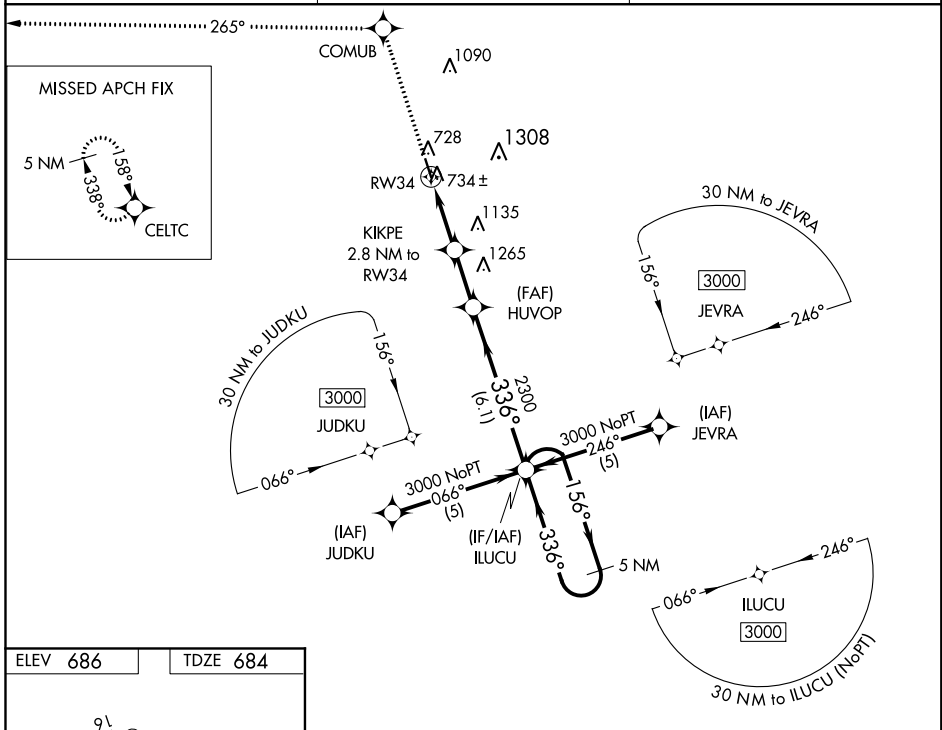 265°
COMUB
1090
MISSED APCH FIX
5 NM
158°
338°
CELTC
728
1308
RW34
734±
1135
KIKPE
2.8 NM to
RW34
1265
(FAF)
HUVOP
30 NM to JEVRA
156°
3000
JEVRA
246°
30 NM to JUDKU
156°
3000
JUDKU
066°
2300
336°
(6.1)
(IAF)
JEVRA
3000 NoPT
246°
(5)
3000 NoPT
066°
(5)
(IAF)
JUDKU
(IF/IAF)
ILUCU
156°
336°
5 NM
246°
066°
ILUCU
3000
30 NM to ILUCU (NoPT)
ELEV 686
TDZE 684
16